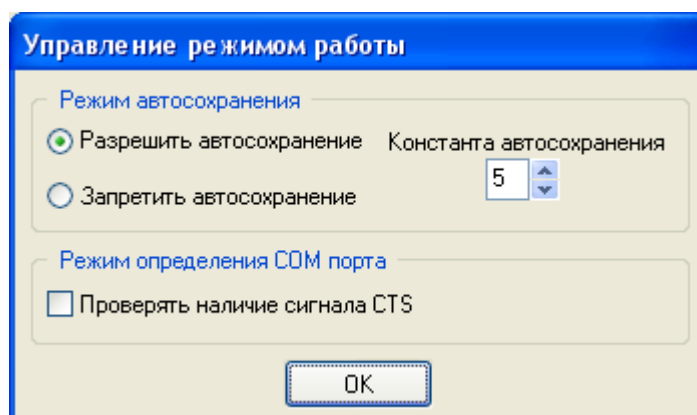 Управление режимом работы
Режим автосохранения
Разрешить автосохранение
Константа автосохранения
5
Запретить автосохранение
Режим определения COM порта
Проверять наличие сигнала CTS
OK